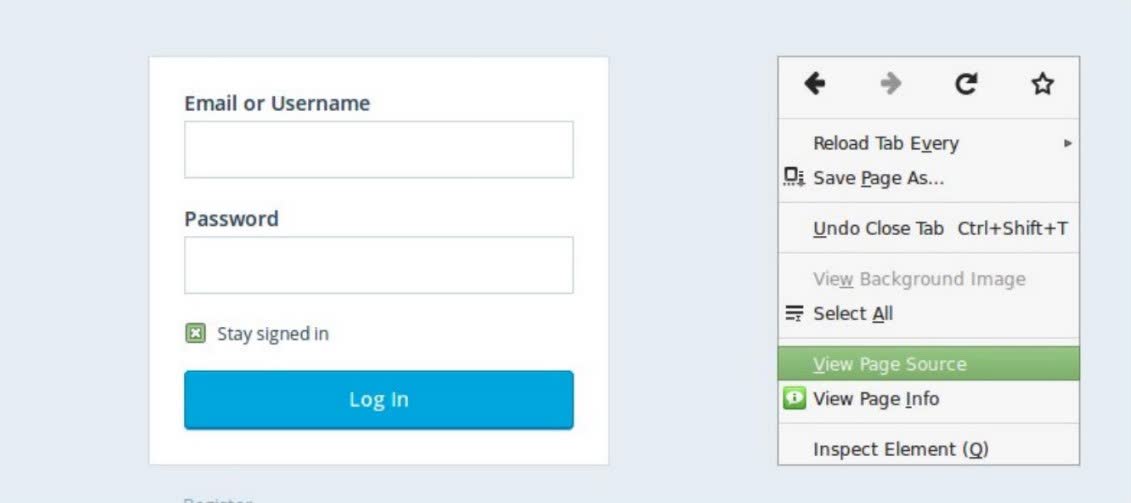 Email or Username
Password
Stay signed in
Log In
Register
Reload Tab Every
Save Page As...
Undo Close Tab Ctrl+Shift+T
View Background Image
Select All
View Page Source
View Page Info
Inspect Element (Q)